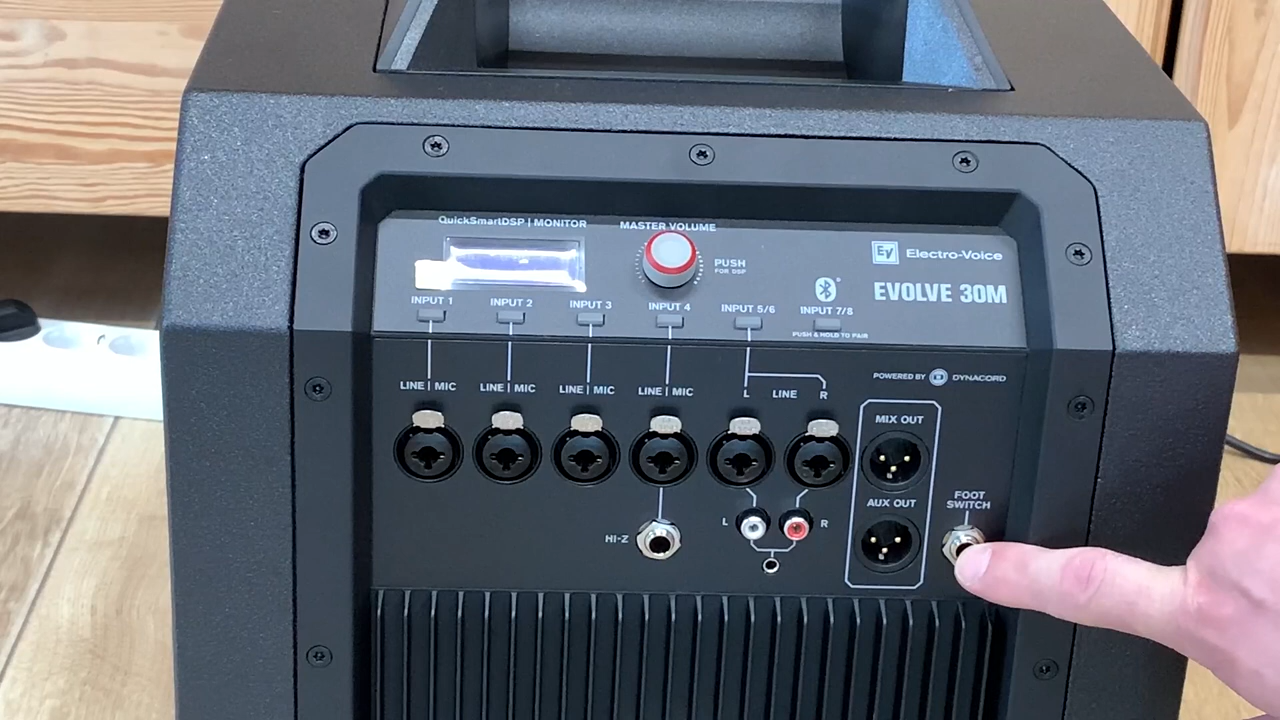 QuickSmartDSP | MONITOR
MASTER VOLUME
PUSH
FOR DSP
EV Electro-Voice
EVOLVE 30M
INPUT 1
INPUT 2
INPUT 3
INPUT 4
INPUT 5/6
INPUT 7/8
PUSH & HOLD TO PAIR
POWERED BY DYNACORD
LINE | MIC
LINE | MIC
LINE | MIC
LINE | MIC
L LINE R
MIX OUT
AUX OUT
FOOT
SWITCH
HI-Z
L R